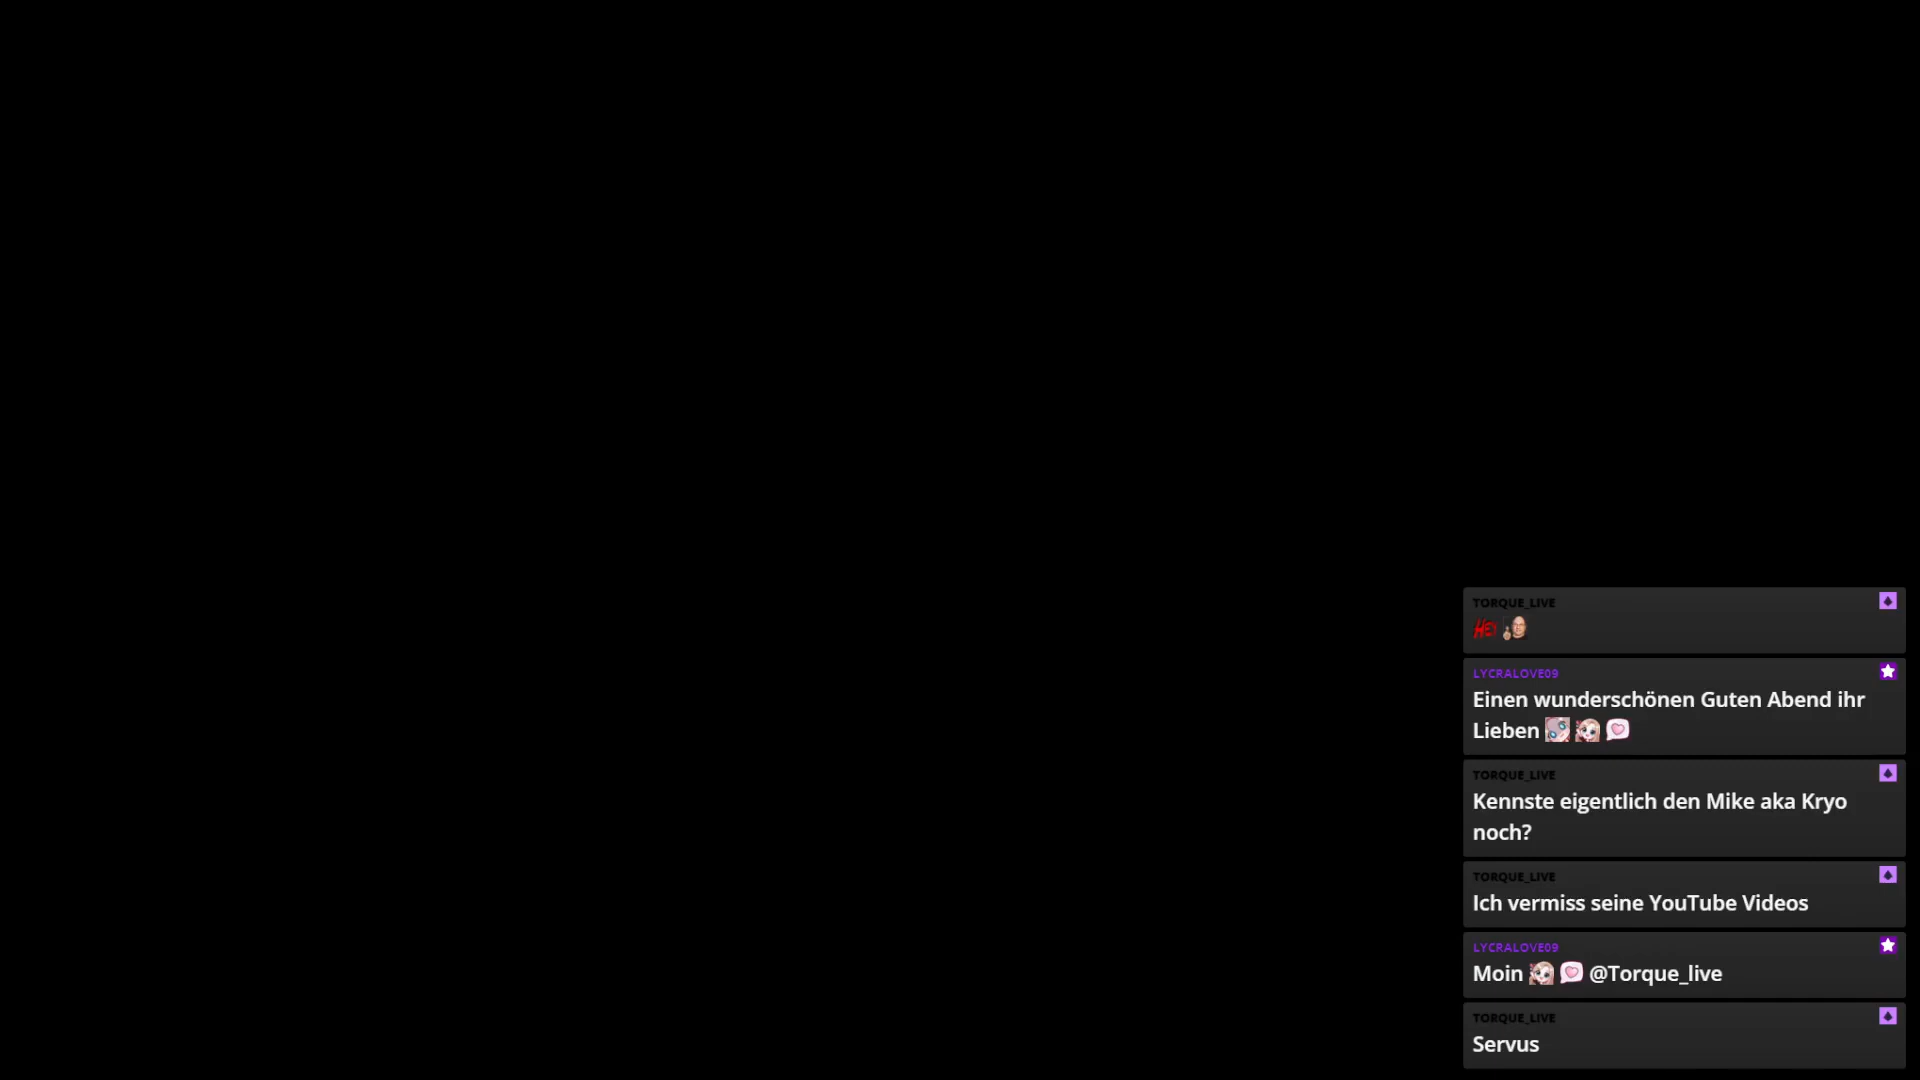 TORQUE_LIVE
HEY
LYCRALOVE09
Einen wunderschönen Guten Abend ihr
Lieben
TORQUE_LIVE
Kennste eigentlich den Mike aka Kryo
noch?
TORQUE_LIVE
Ich vermiss seine YouTube Videos
LYCRALOVE09
Moin @Torque_live
TORQUE_LIVE
Servus